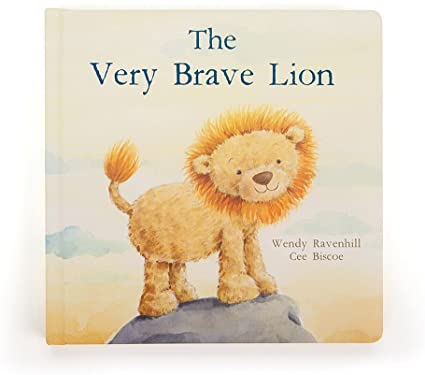 The
Very Brave Lion
Wendy Ravenhill
Cee Biscoe